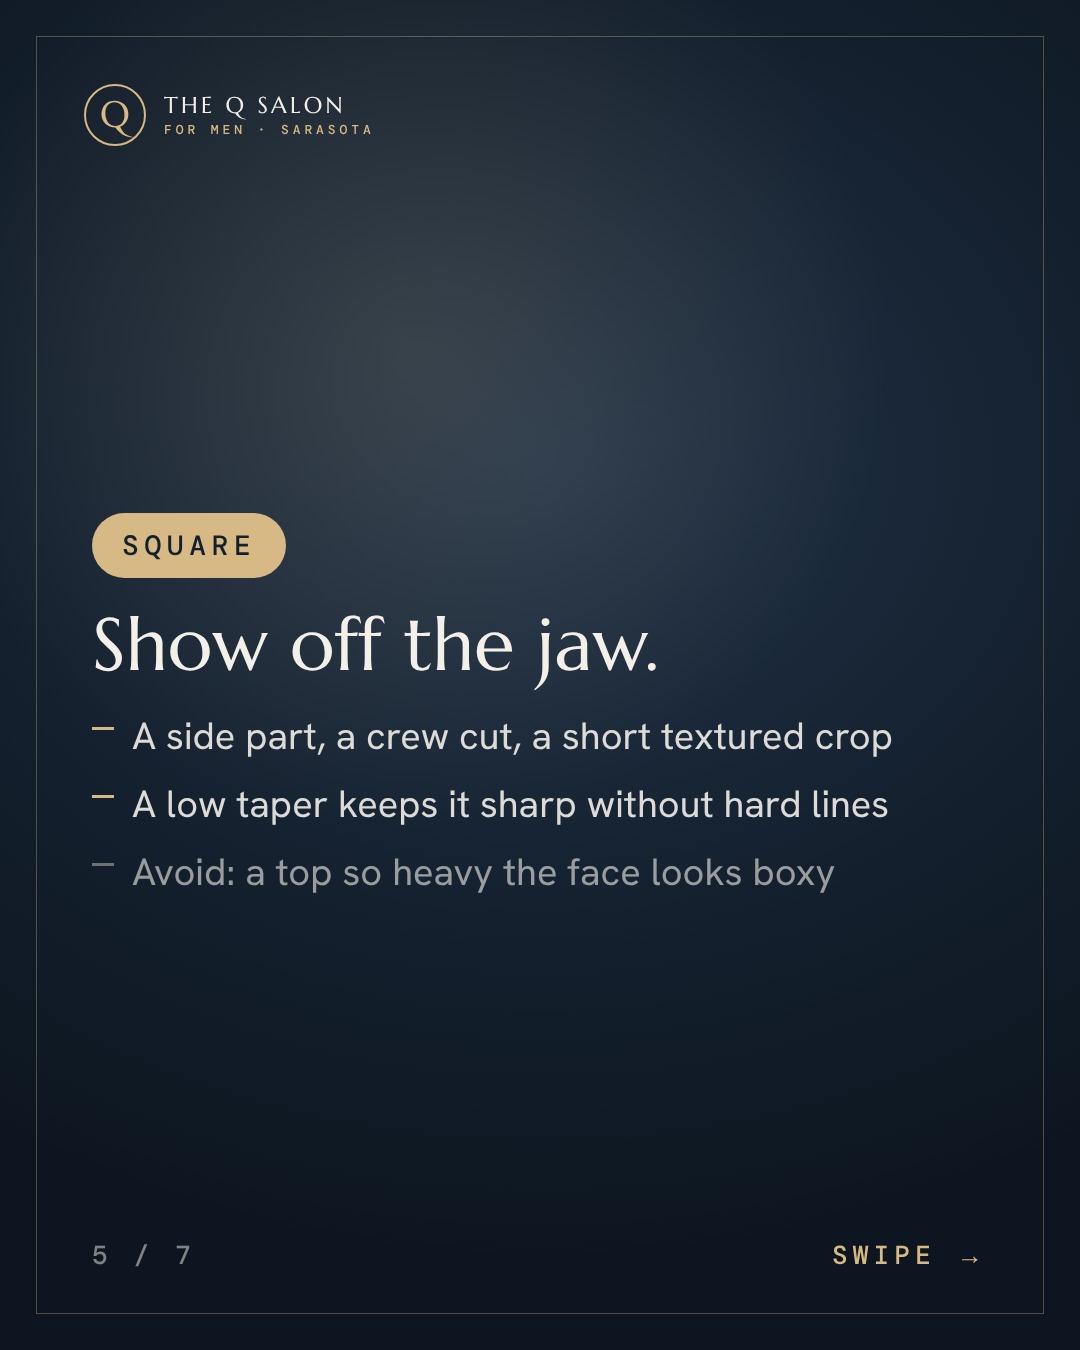 Q
THE Q SALON
FOR MEN · SARASOTA
SQUARE
Show off the jaw.
— A side part, a crew cut, a short textured crop
— A low taper keeps it sharp without hard lines
— Avoid: a top so heavy the face looks boxy
5 / 7
SWIPE →